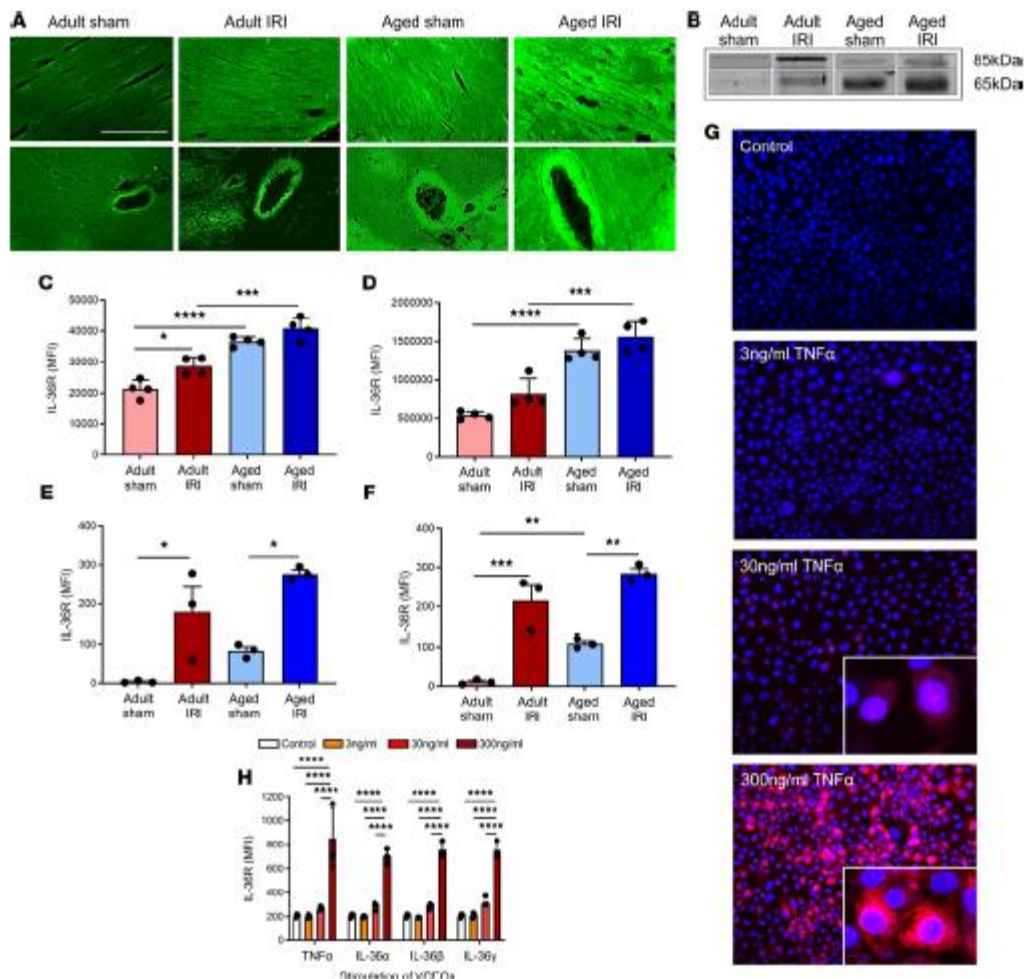 A
Adult sham Adult IRI Aged sham Aged IRI
B
Adult sham Adult IRI Aged sham Aged IRI
85kDa
65kDa
C
IL-36R (MFI)
50000
40000
30000
20000
10000
0
* **** ***
Adult sham Adult IRI Aged sham Aged IRI
D
IL-36R (MFI)
2000000
1500000
1000000
500000
0
**** ***
Adult sham Adult IRI Aged sham Aged IRI
E
IL-36R (MFI)
400
300
200
100
0
* *
Adult sham Adult IRI Aged sham Aged IRI
F
IL-36R (MFI)
400
300
200
100
0
*** ** **
Adult sham Adult IRI Aged sham Aged IRI
G
Control
3ng/ml TNFα
30ng/ml TNFα
300ng/ml TNFα
Control 3ng/ml 30ng/ml 300ng/ml
H
IL-36R (MFI)
1200
1000
800
600
400
200
0
**** **** **** ****
**** **** **** ****
**** **** **** ****
TNFα IL-36α IL-36β IL-36γ
Stimulation of